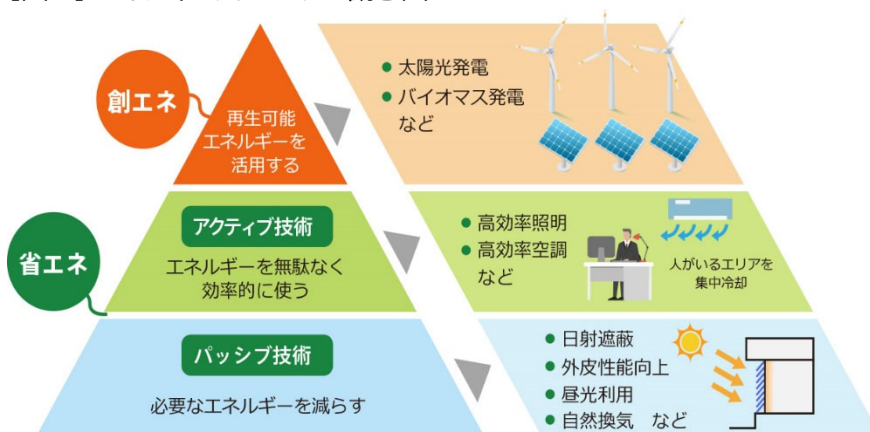 創エネ
再生可能
エネルギーを
活用する
● 太陽光発電
● バイオマス発電
など
省エネ
アクティブ技術
エネルギーを無駄なく
効率的に使う
● 高効率照明
● 高効率空調
など
人がいるエリアを
集中冷却
パッシブ技術
必要なエネルギーを減らす
● 日射遮蔽
● 外皮性能向上
● 昼光利用
● 自然換気 など